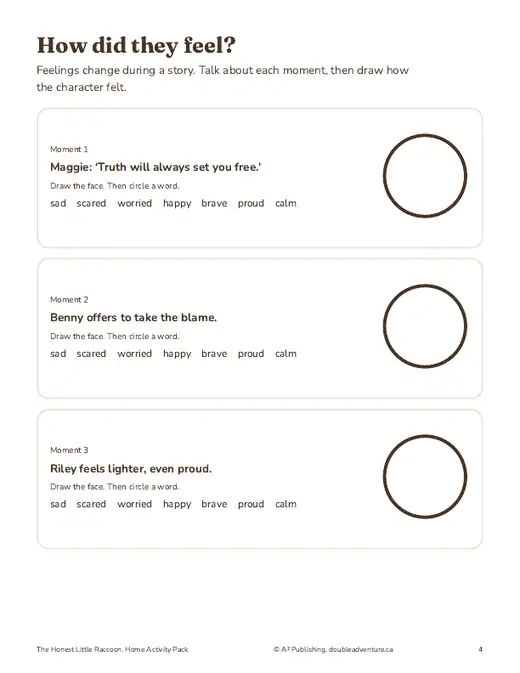 How did they feel?
Feelings change during a story. Talk about each moment, then draw how
the character felt.
Moment 1
Maggie: ‘Truth will always set you free.’
Draw the face. Then circle a word.
sad scared worried happy brave proud calm
Moment 2
Benny offers to take the blame.
Draw the face. Then circle a word.
sad scared worried happy brave proud calm
Moment 3
Riley feels lighter, even proud.
Draw the face. Then circle a word.
sad scared worried happy brave proud calm
The Honest Little Raccoon. Home Activity Pack
© A² Publishing, doubleadventure.ca
4